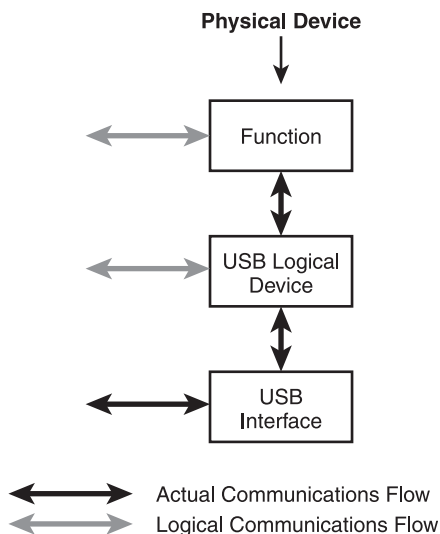 Physical Device
Function
USB Logical
Device
USB
Interface
Actual Communications Flow
Logical Communications Flow